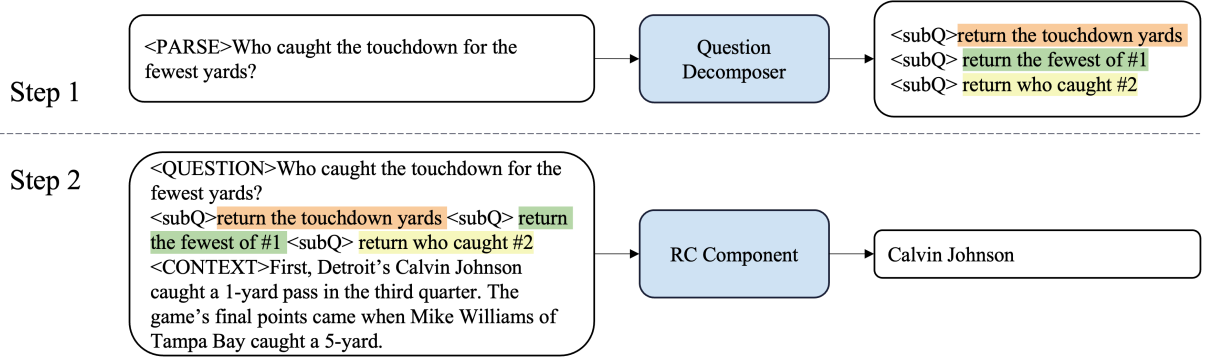 Step 1
<PARSE>Who caught the touchdown for the
fewest yards?
Question
Decomposer
<subQ>return the touchdown yards
<subQ> return the fewest of #1
<subQ> return who caught #2
Step 2
<QUESTION>Who caught the touchdown for the
fewest yards?
<subQ>return the touchdown yards <subQ> return
the fewest of #1 <subQ> return who caught #2
<CONTEXT>First, Detroit’s Calvin Johnson
caught a 1-yard pass in the third quarter. The
game’s final points came when Mike Williams of
Tampa Bay caught a 5-yard.
RC Component
Calvin Johnson